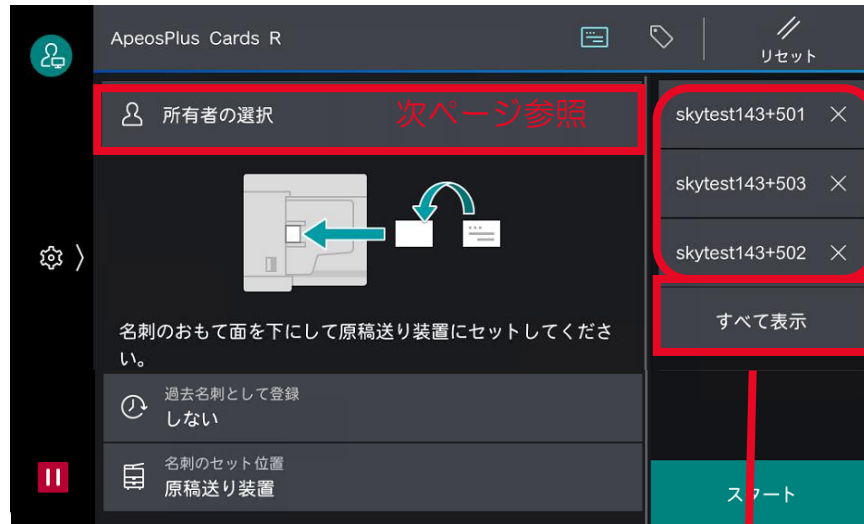 ApeosPlus Cards R
リセット
所有者の選択
次ページ参照
skytest143+501
skytest143+503
skytest143+502
すべて表示
名刺のおもて面を下にして原稿送り装置にセットしてくださ
い。
過去名刺として登録
しない
名刺のセット位置
原稿送り装置
スタート